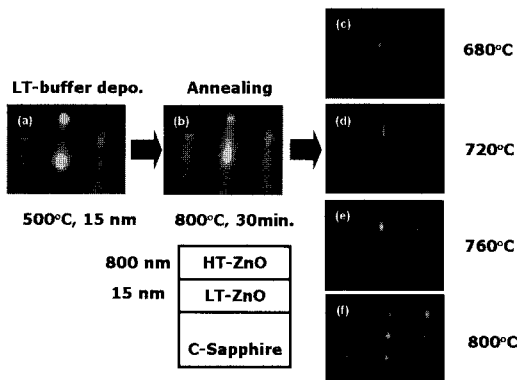 (c)
680°C
LT-buffer depo.
Annealing
(a)
(b)
(d)
720°C
500°C, 15 nm
800°C, 30min.
(e)
760°C
800 nm
HT-ZnO
15 nm
LT-ZnO
(f)
C-Sapphire
800°C